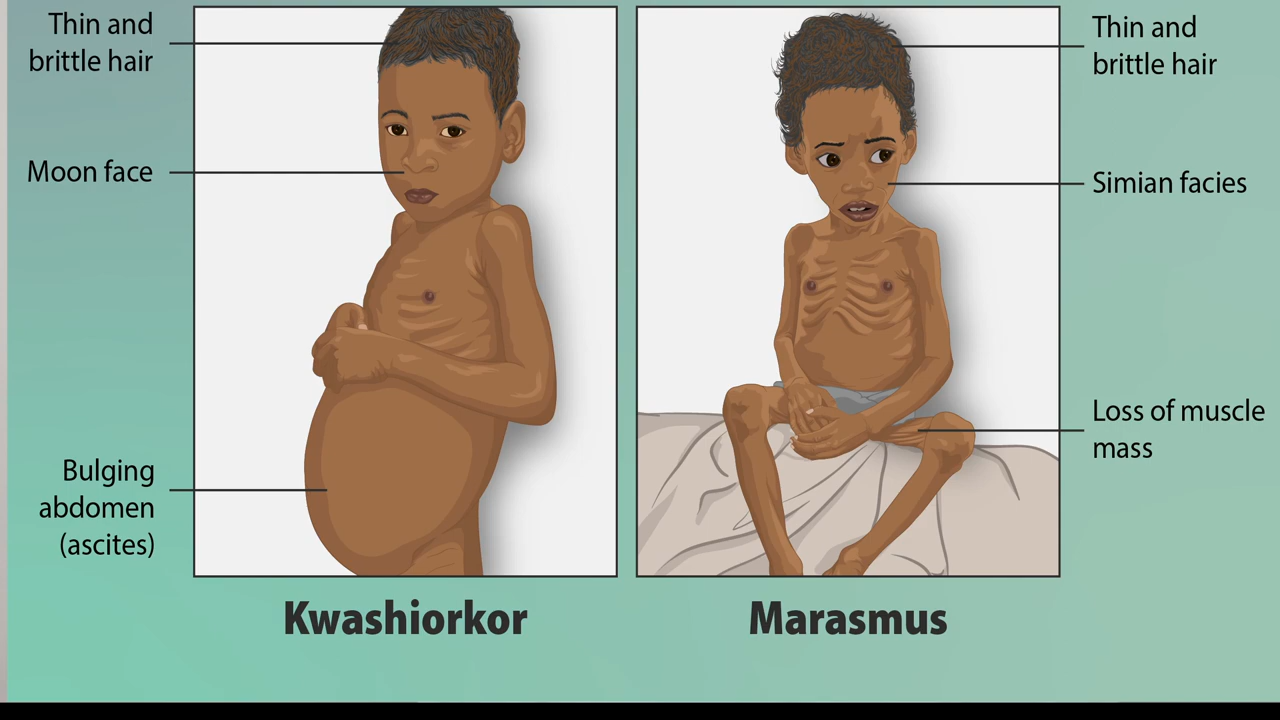 Thin and
brittle hair
Moon face
Bulging
abdomen
(ascites)
Kwashiorkor
Thin and
brittle hair
Simian facies
Loss of muscle
mass
Marasmus